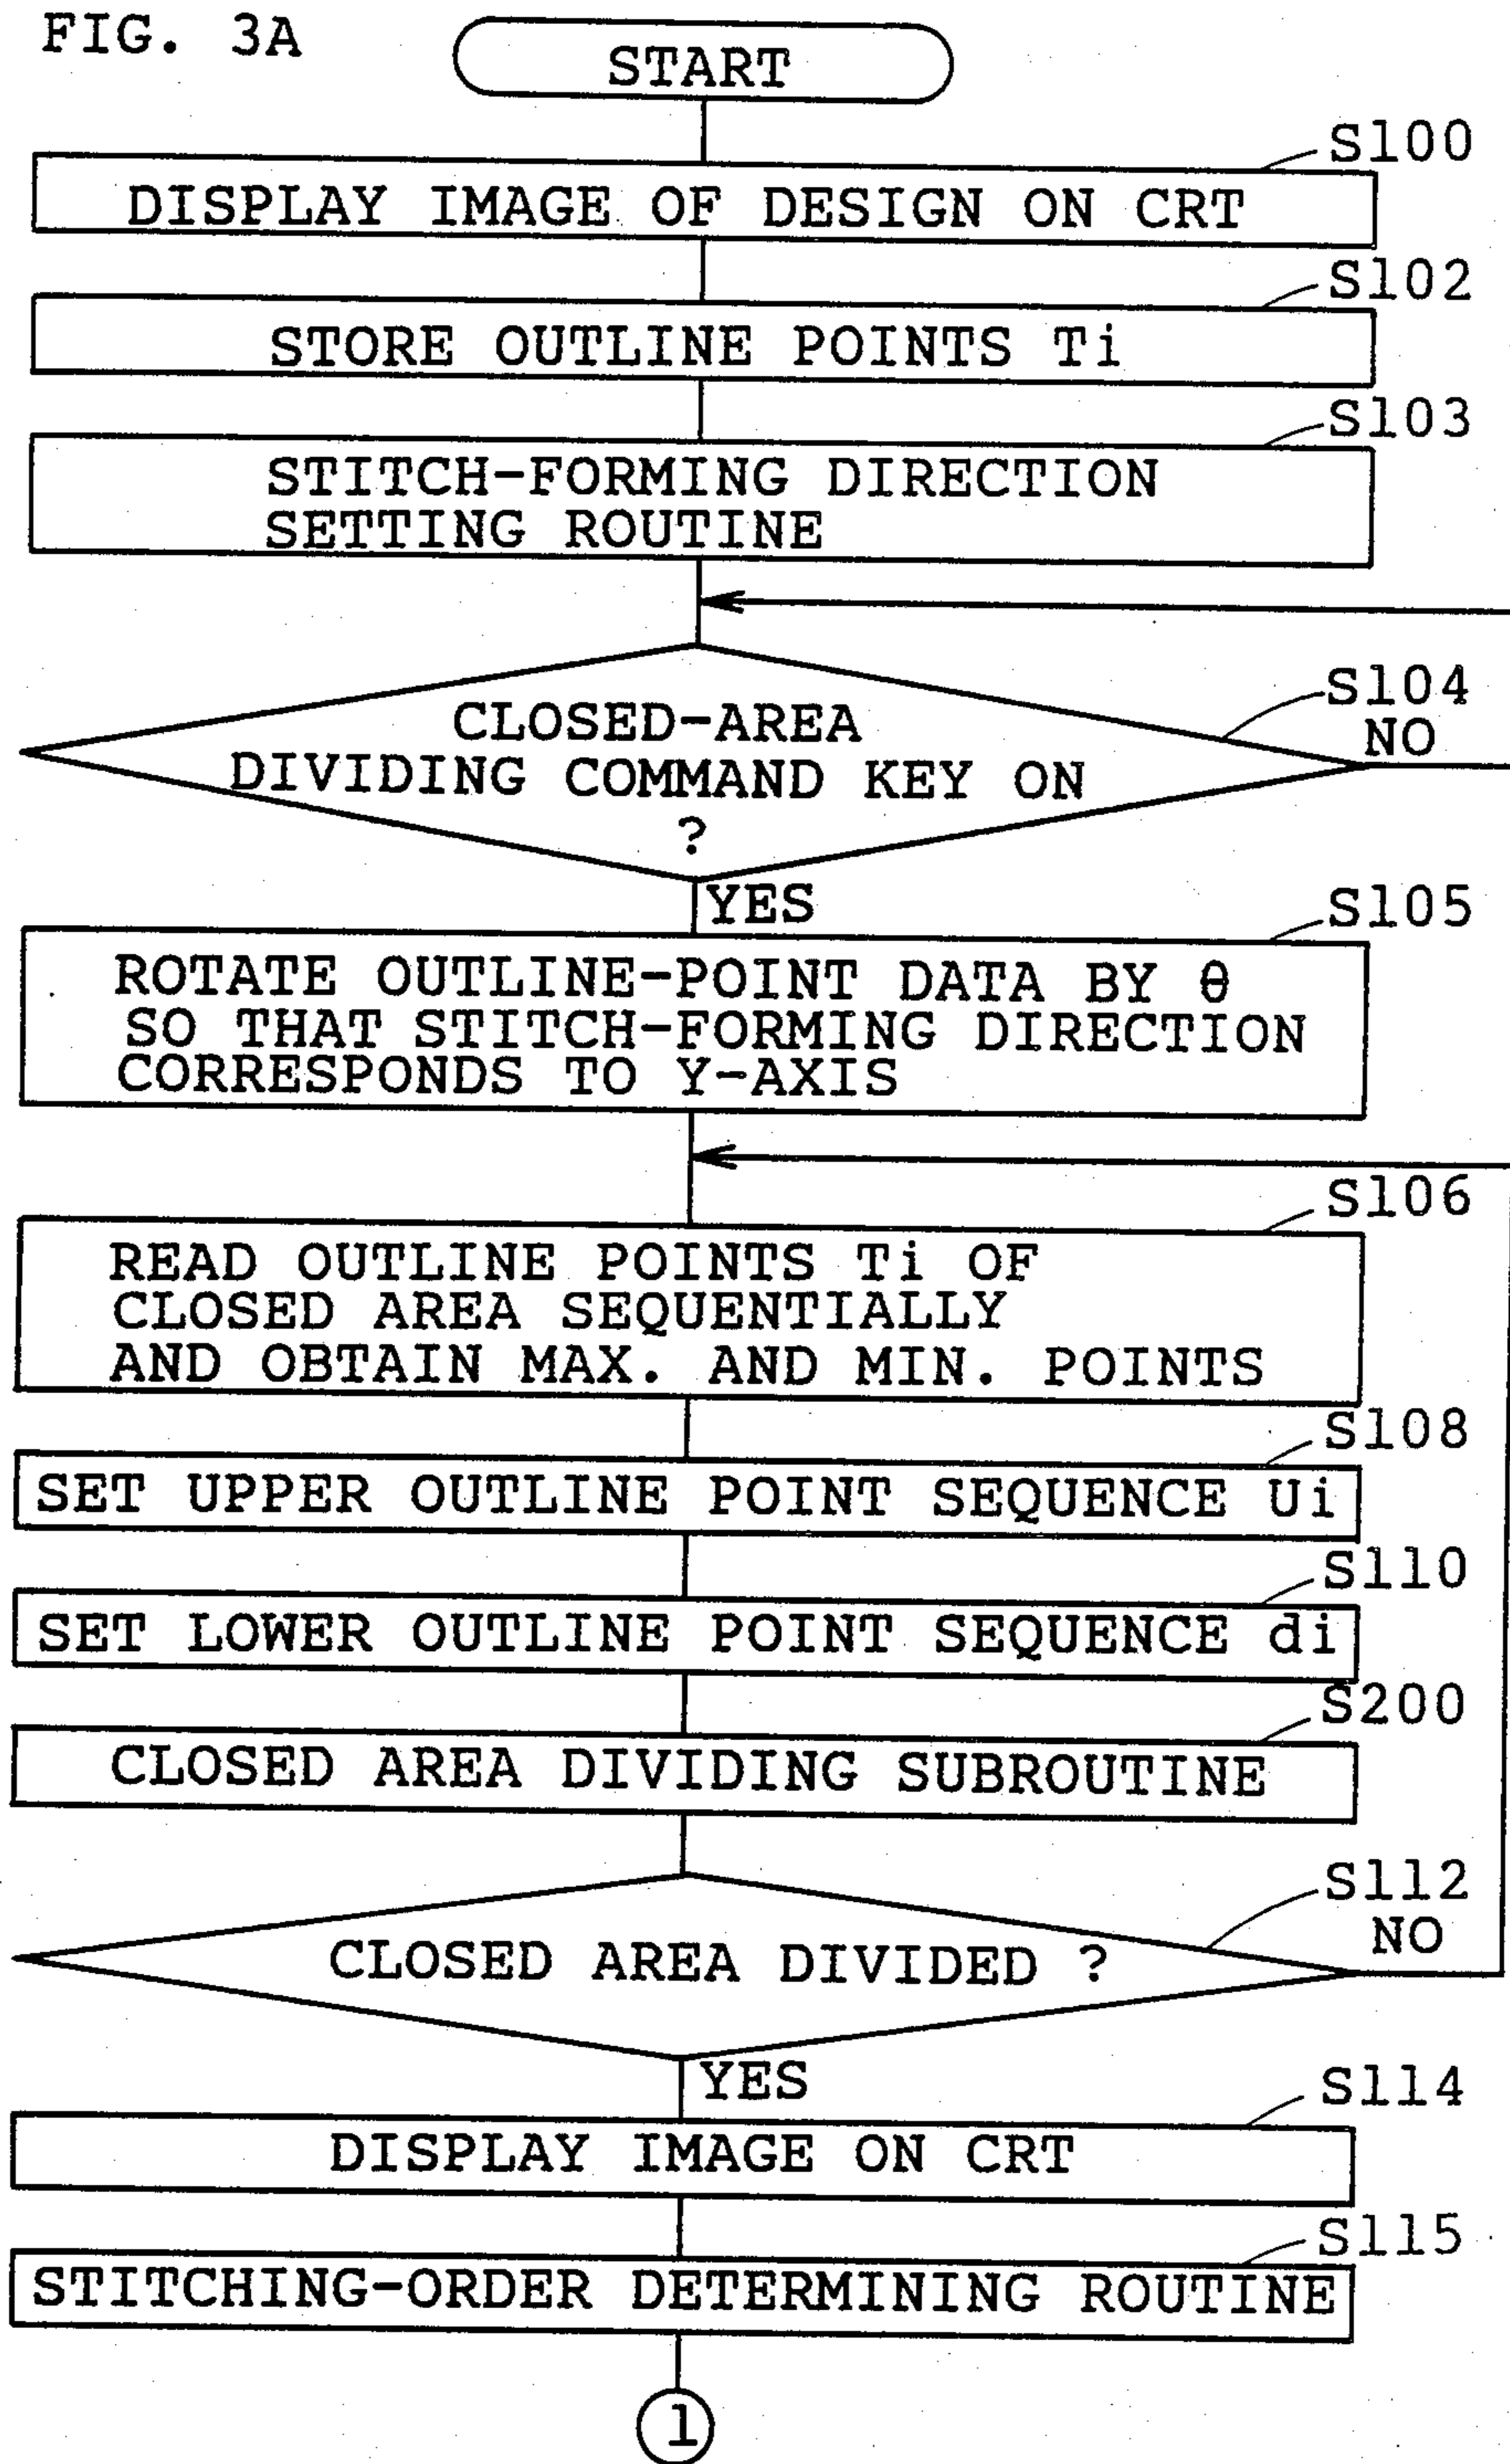 FIG. 3A
START
S100
DISPLAY IMAGE OF DESIGN ON CRT
S102
STORE OUTLINE POINTS Ti
S103
STITCH-FORMING DIRECTION
SETTING ROUTINE
S104
NO
CLOSED-AREA
DIVIDING COMMAND KEY ON
?
YES
S105
ROTATE OUTLINE-POINT DATA BY θ
SO THAT STITCH-FORMING DIRECTION
CORRESPONDS TO Y-AXIS
S106
READ OUTLINE POINTS Ti OF
CLOSED AREA SEQUENTIALLY
AND OBTAIN MAX. AND MIN. POINTS
S108
SET UPPER OUTLINE POINT SEQUENCE Ui
S110
SET LOWER OUTLINE POINT SEQUENCE di
S200
CLOSED AREA DIVIDING SUBROUTINE
S112
NO
CLOSED AREA DIVIDED ?
YES
S114
DISPLAY IMAGE ON CRT
S115
STITCHING-ORDER DETERMINING ROUTINE
1